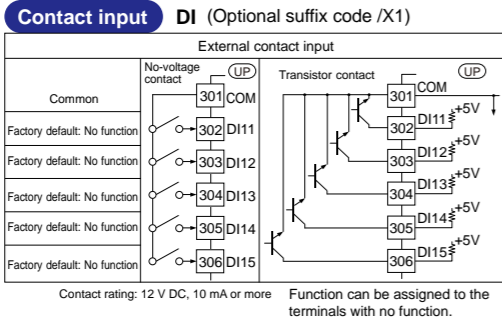 Contact input DI (Optional suffix code /X1)
External contact input
No-voltage contact
UP
Transistor contact
UP
Common
301 COM
301 COM
Factory default: No function
302 DI11
302 DI11 +5V
Factory default: No function
303 DI12
303 DI12 +5V
Factory default: No function
304 DI13
304 DI13 +5V
Factory default: No function
305 DI14
305 DI14 +5V
Factory default: No function
306 DI15
306 DI15 +5V
Contact rating: 12 V DC, 10 mA or more
Function can be assigned to the
terminals with no function.